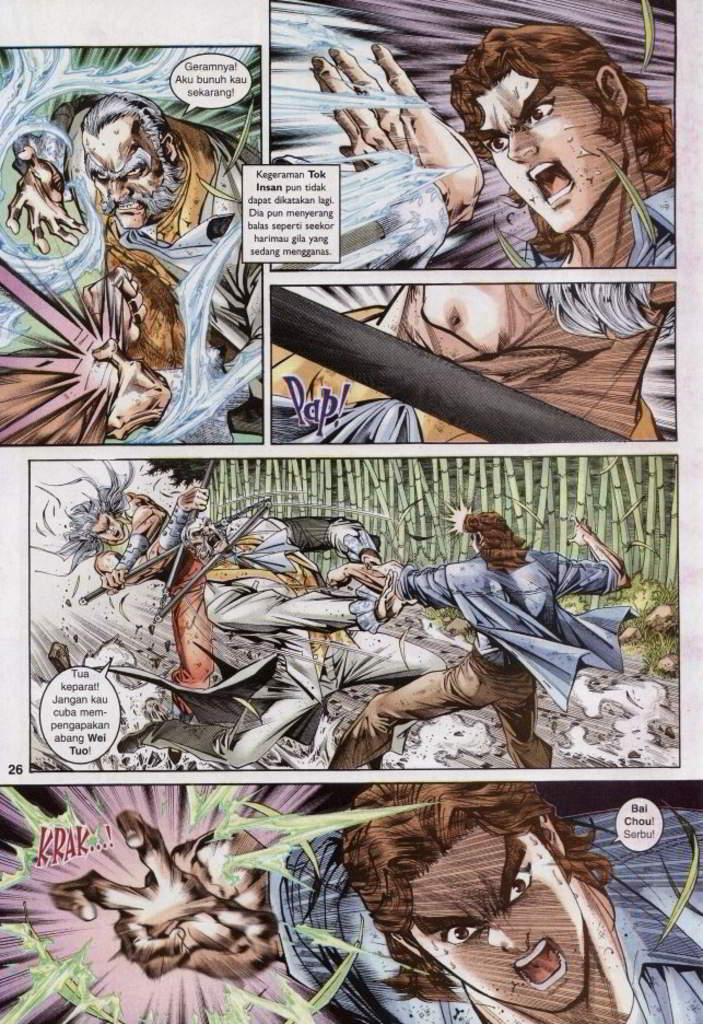 Geramnya!
Aku bunuh kau
sekarang!
Kegeraman Tok
Insan pun tidak
dapat dikatakan lagi.
Dia pun menyerang
balas seperti seekor
harimau gila yang
sedang mengganas.
Pap!
Tua
keparat!
Jangan kau
cuba mem-
pengapakan
abang Wei
Tuo!
26
KRAK...!
Bai
Chou!
Serbu!